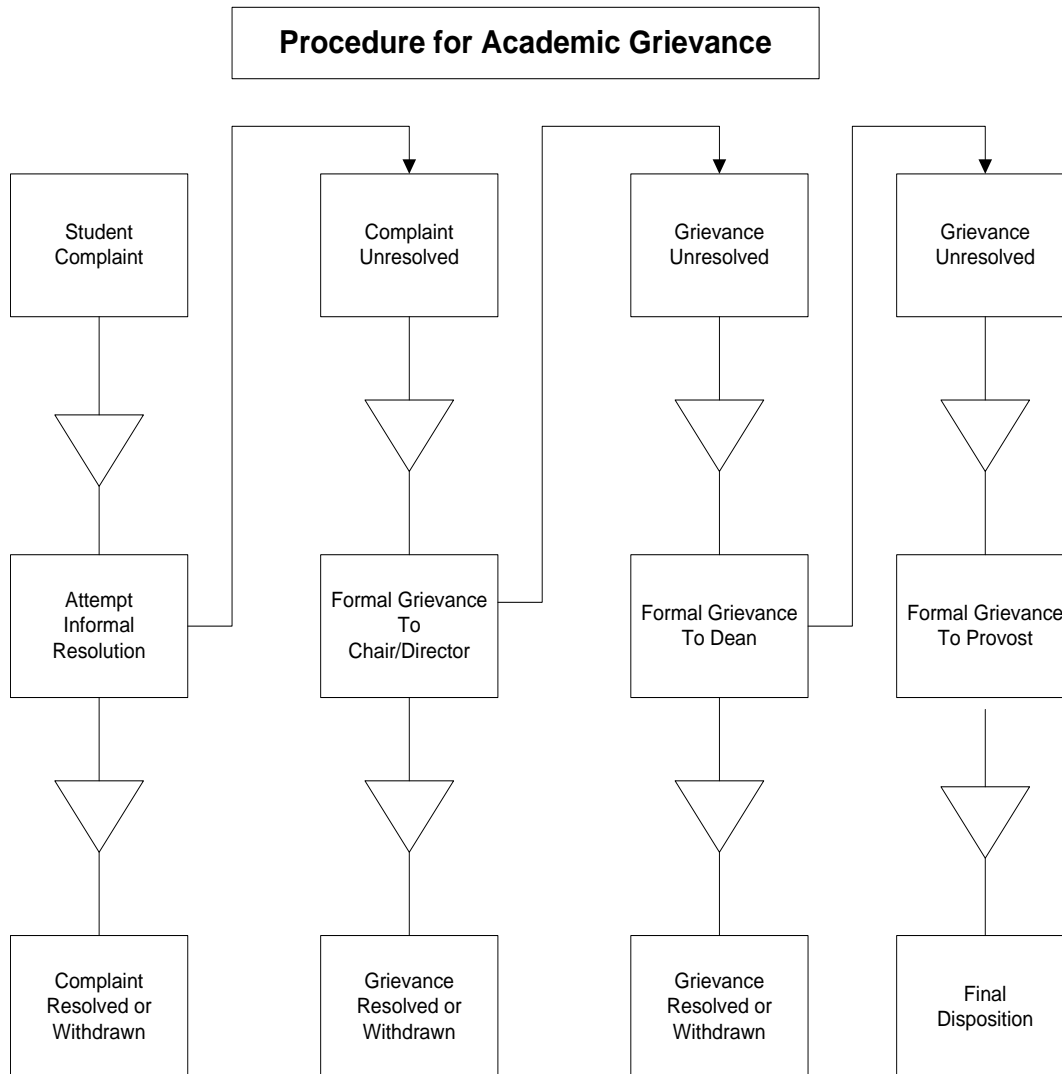 Procedure for Academic Grievance
Student
Complaint
Complaint
Unresolved
Grievance
Unresolved
Grievance
Unresolved
Attempt
Informal
Resolution
Formal Grievance
To
Chair/Director
Formal Grievance
To Dean
Formal Grievance
To Provost
Complaint
Resolved or
Withdrawn
Grievance
Resolved or
Withdrawn
Grievance
Resolved or
Withdrawn
Final
Disposition